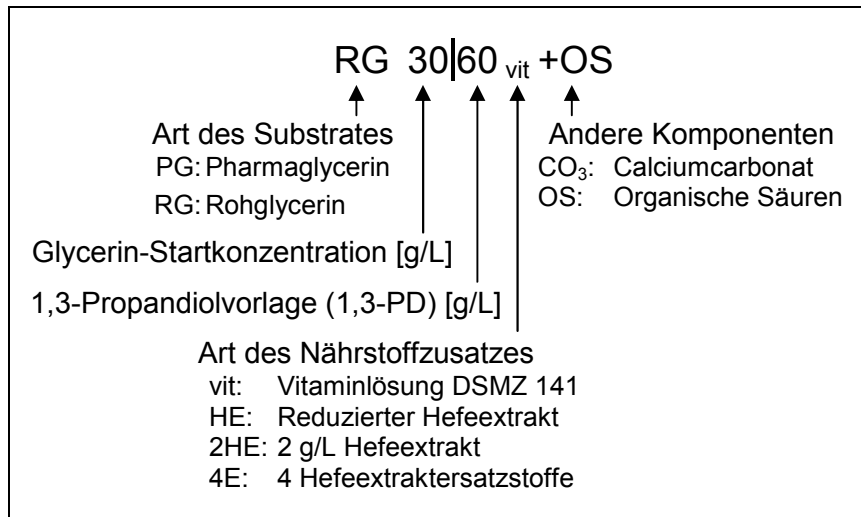 RG 30|60 vit +OS
Art des Substrates
PG: Pharmaglycerin
RG: Rohglycerin
Andere Komponenten
CO₃: Calciumcarbonat
OS: Organische Säuren
Glycerin-Startkonzentration [g/L]
1,3-Propandiolvorlage (1,3-PD) [g/L]
Art des Nährstoffzusatzes
vit: Vitaminlösung DSMZ 141
HE: Reduzierter Hefeextrakt
2HE: 2 g/L Hefeextrakt
4E: 4 Hefeextraktersatzstoffe